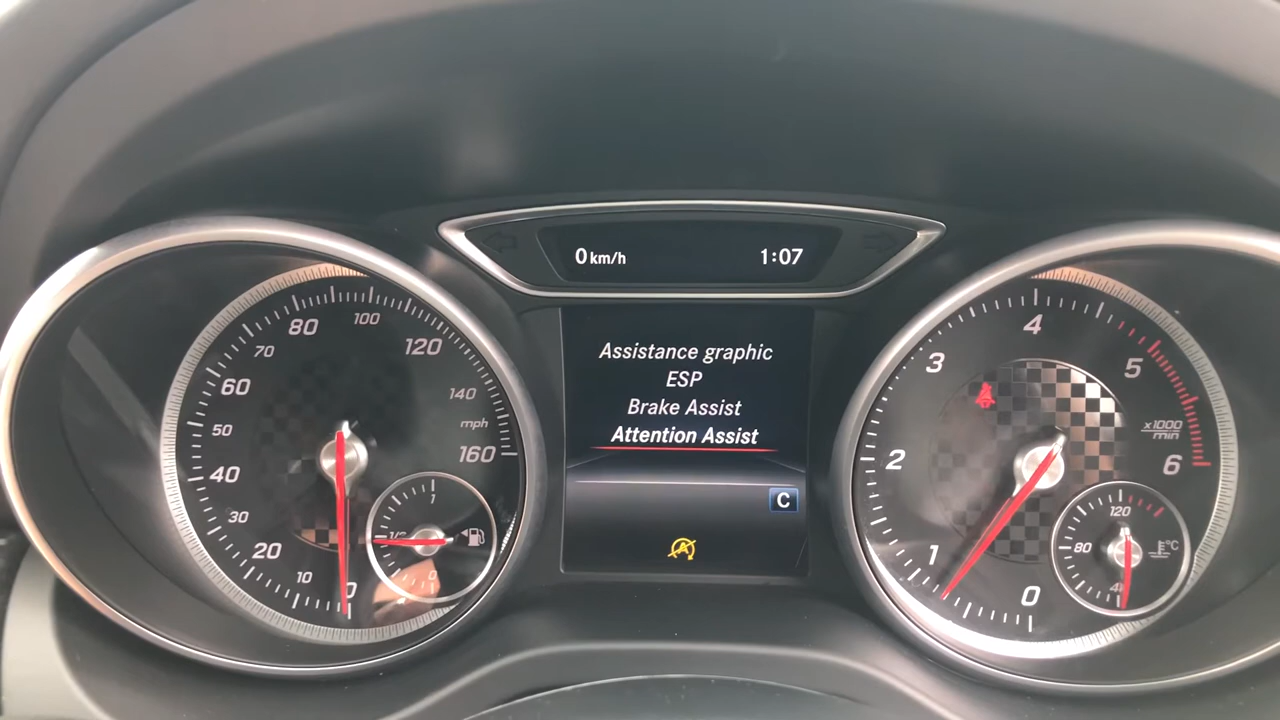 0 km/h 1:07
Assistance graphic
ESP
Brake Assist
Attention Assist
C
A
0
10
20
30
40
50
60
70
80
100
120
140
mph
160
1
1/2
0
0
1
2
3
4
5
6
x1000
min
120
80
°C